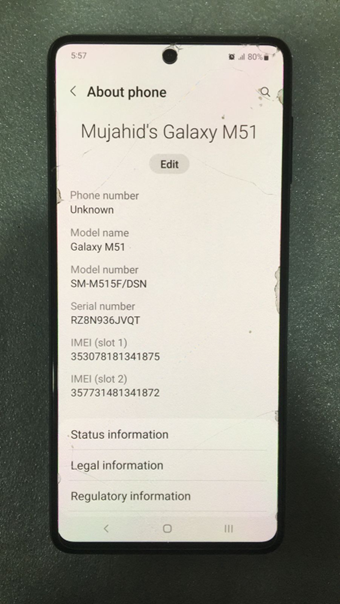 5:57
80%
About phone
Mujahid's Galaxy M51
Edit
Phone number
Unknown
Model name
Galaxy M51
Model number
SM-M515F/DSN
Serial number
RZ8N936JVQT
IMEI (slot 1)
353078181341875
IMEI (slot 2)
357731481341872
Status information
Legal information
Regulatory information